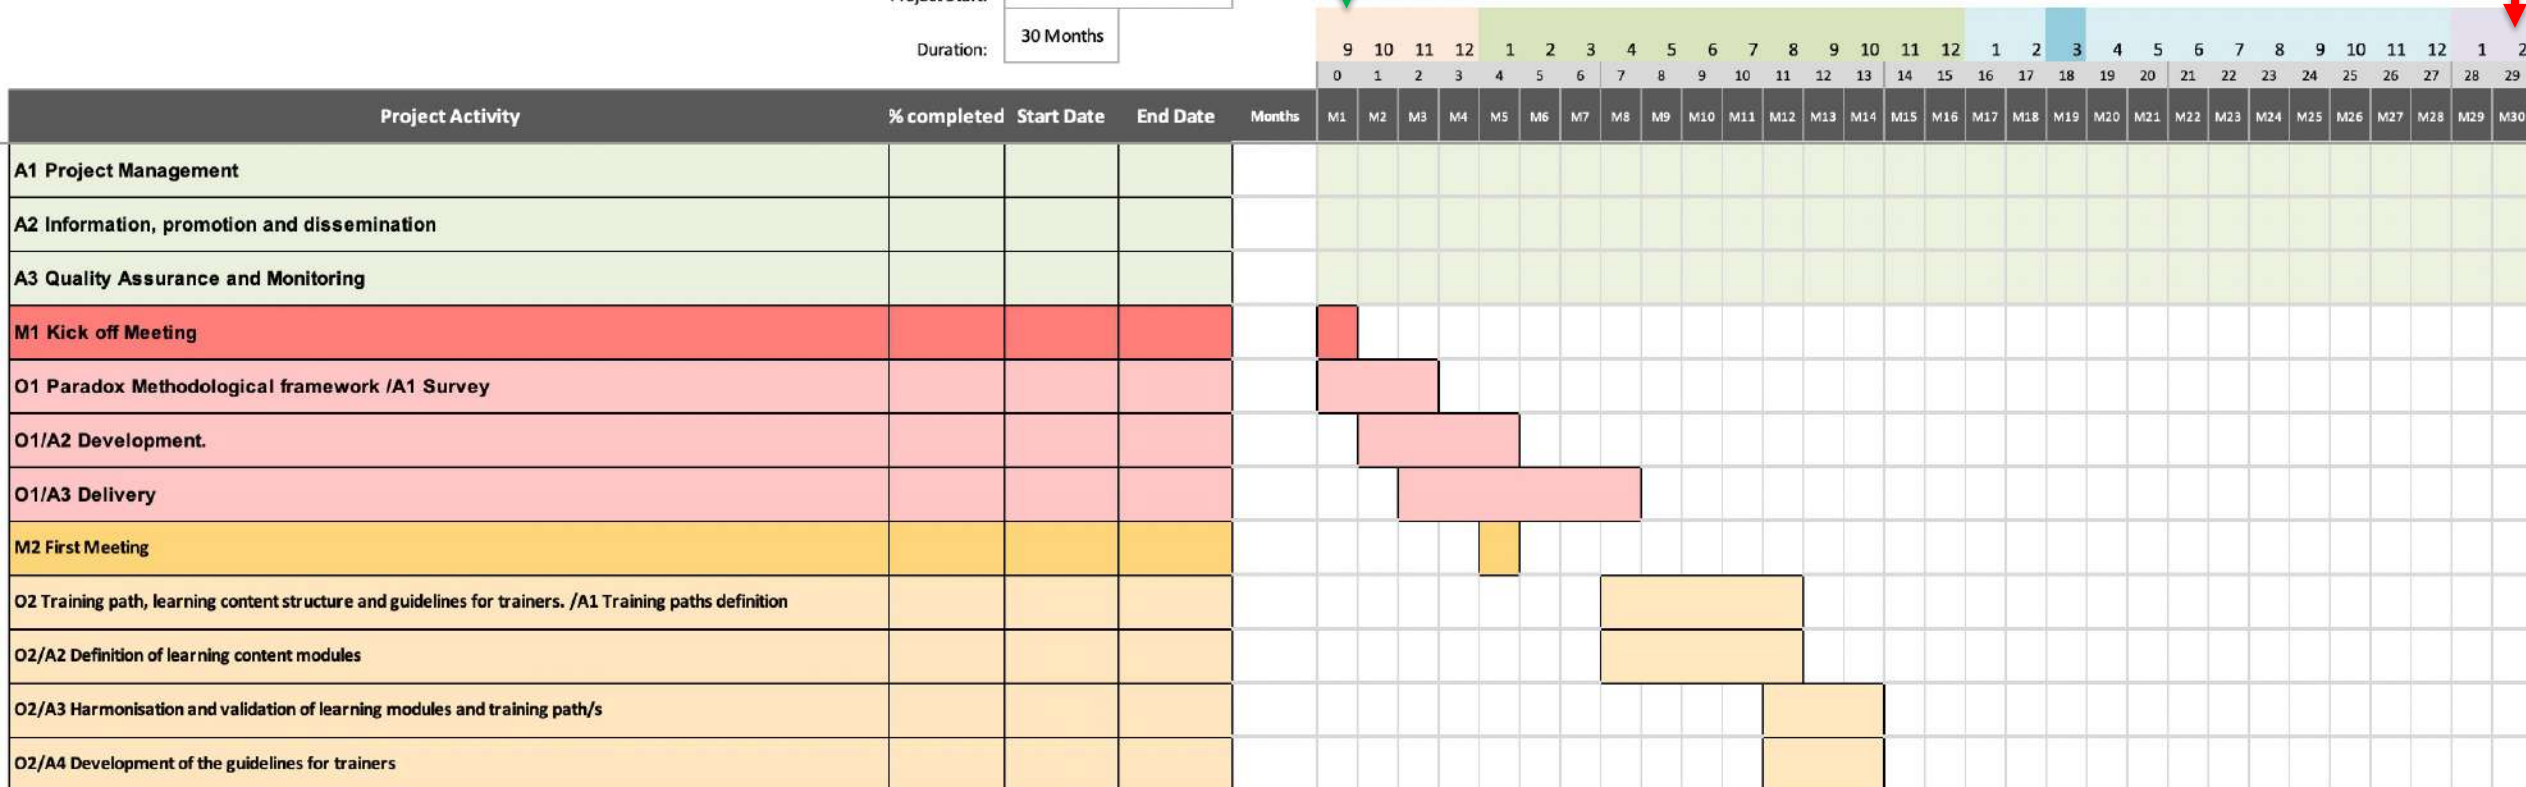 Project Start:
Duration: 30 Months
9 10 11 12 1 2 3 4 5 6 7 8 9 10 11 12 1 2 3 4 5 6 7 8 9 10 11 12 1 2
0 1 2 3 4 5 6 7 8 9 10 11 12 13 14 15 16 17 18 19 20 21 22 23 24 25 26 27 28 29
Project Activity % completed Start Date End Date Months M1 M2 M3 M4 M5 M6 M7 M8 M9 M10 M11 M12 M13 M14 M15 M16 M17 M18 M19 M20 M21 M22 M23 M24 M25 M26 M27 M28 M29 M30
A1 Project Management
A2 Information, promotion and dissemination
A3 Quality Assurance and Monitoring
M1 Kick off Meeting
O1 Paradox Methodological framework /A1 Survey
O1/A2 Development.
O1/A3 Delivery
M2 First Meeting
O2 Training path, learning content structure and guidelines for trainers. /A1 Training paths definition
O2/A2 Definition of learning content modules
O2/A3 Harmonisation and validation of learning modules and training path/s
O2/A4 Development of the guidelines for trainers